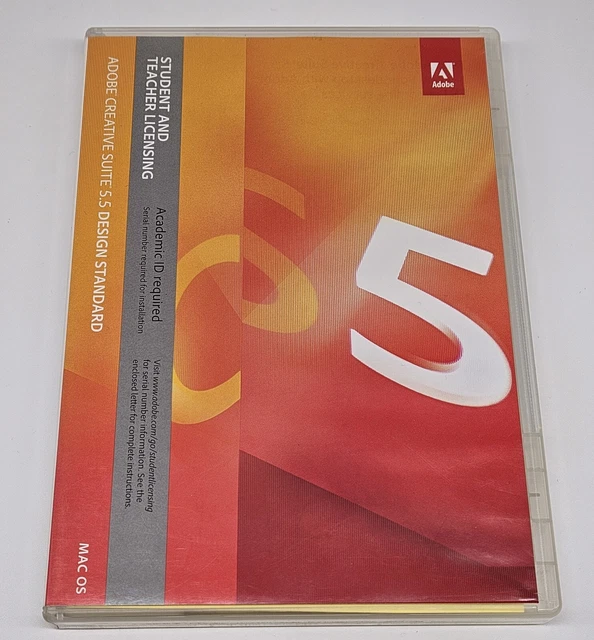 Adobe
5
STUDENT AND
TEACHER LICENSING
Academic ID required
Serial number required for installation
Visit www.adobe.com/go/studentlicensing
for serial number information. See the
enclosed letter for complete instructions.
ADOBE® CREATIVE SUITE® 5.5 DESIGN STANDARD
MAC OS